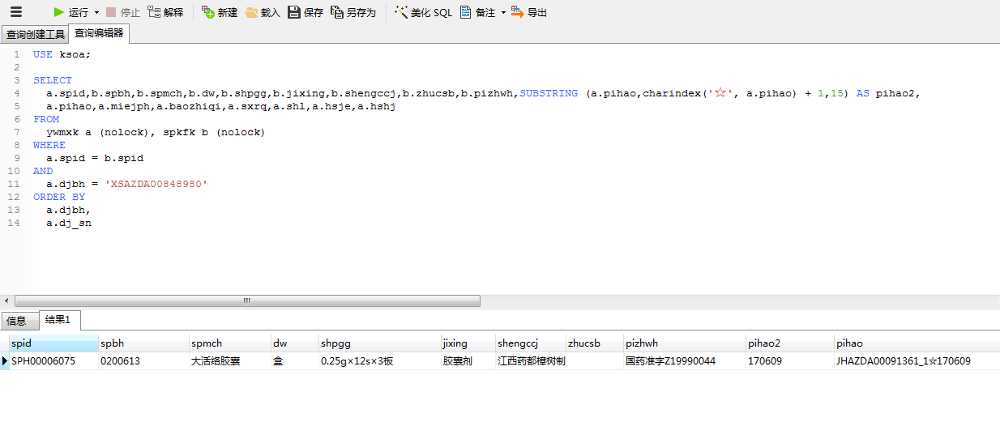 运行 停止 解释 新建 载入 保存 另存为 美化 SQL 备注 导出
查询创建工具 查询编辑器
1 USE ksoa;
2
3 SELECT
4 a.spid,b.spbh,b.spmch,b.dw,b.shpgg,b.jixing,b.shengccj,b.zhucsb,b.pizhwh,SUBSTRING (a.pihao,charindex('☆', a.pihao) + 1,15) AS pihao2,
5 a.pihao,a.miejph,a.baozhiqi,a.sxrq,a.shl,a.hsje,a.hshj
6 FROM
7 ywmxk a (nolock), spkfk b (nolock)
8 WHERE
9 a.spid = b.spid
10 AND
11 a.djbh = 'XSAZDA00848980'
12 ORDER BY
13 a.djbh,
14 a.dj_sn
信息 结果1
spid spbh spmch dw shpgg jixing shengccj zhucsb pizhwh pihao2 pihao
SPH00006075 0200613 大活络胶囊 盒 0.25g×12s×3板 胶囊剂 江西药都樟树制 国药准字Z19990044 170609 JHAZDA00091361_1☆170609